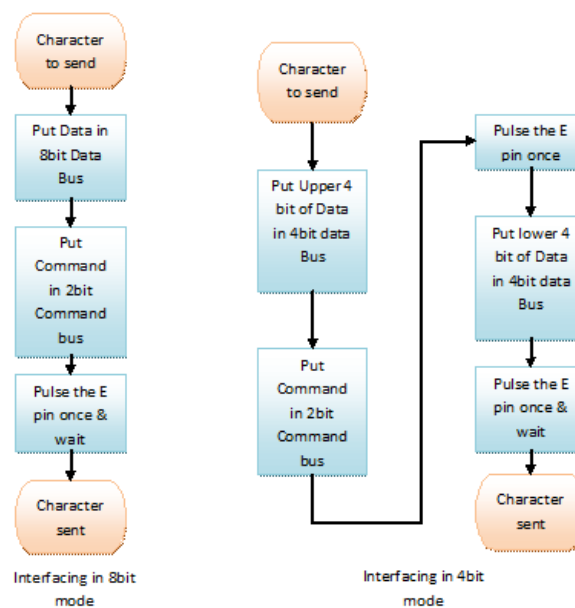 Character
to send
Put Data in
8bit Data
Bus
Put
Command
in 2bit
Command
bus
Pulse the E
pin once &
wait
Character
sent
Interfacing in 8bit
mode
Character
to send
Put Upper 4
bit of Data
in 4bit data
Bus
Put
Command
in 2bit
Command
bus
Pulse the E
pin once
Put lower 4
bit of Data
in 4bit data
Bus
Pulse the E
pin once &
wait
Character
sent
Interfacing in 4bit
mode